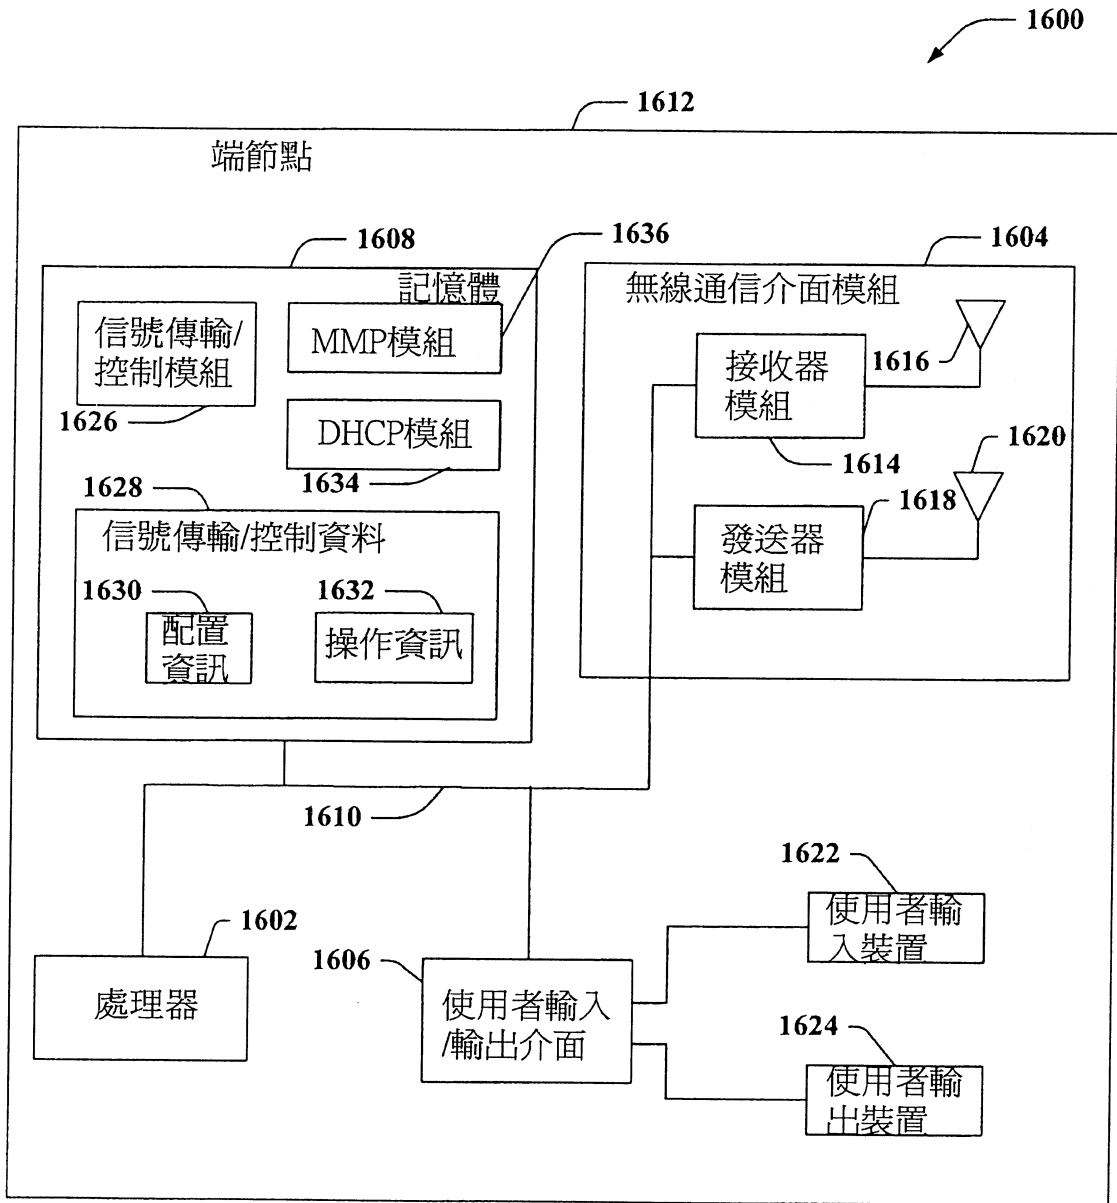 1600
1612
端節點
1608
1636
1604
記憶體
無線通信介面模組
信號傳輸/
控制模組
1626
MMP模組
DHCP模組
1634
接收器
模組
1614
1616
1620
1618
發送器
模組
1628
信號傳輸/控制資料
1630
配置
資訊
1632
操作資訊
1610
1602
處理器
1606
使用者輸入
/輸出介面
1622
使用者輸
入裝置
1624
使用者輸
出裝置